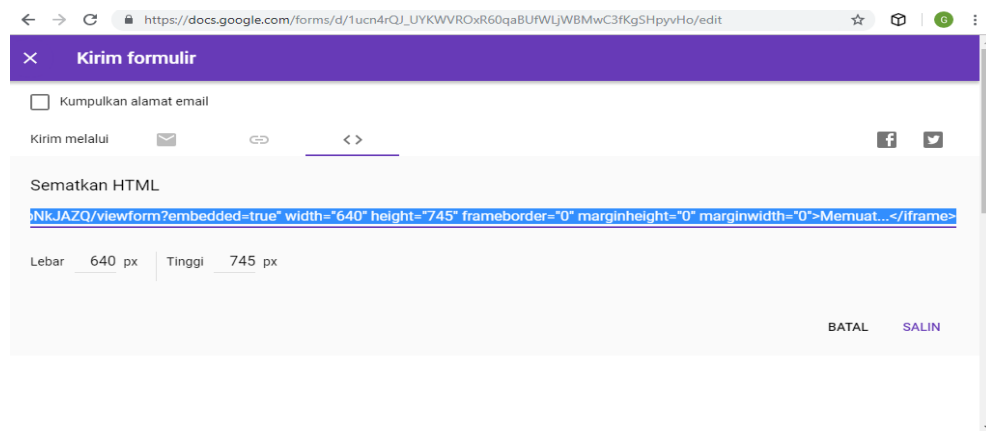 https://docs.google.com/forms/d/1ucn4rQJ_UYKWVROxR60qaBUfWLjWBMwC3fKgSHpyvHo/edit
G
Kirim formulir
Kumpulkan alamat email
Kirim melalui
Sematkan HTML
NkJAZQ/viewform?embedded=true" width="640" height="745" frameborder="0" marginheight="0" marginwidth="0">Memuat...</iframe>
Lebar 640 px Tinggi 745 px
BATAL SALIN